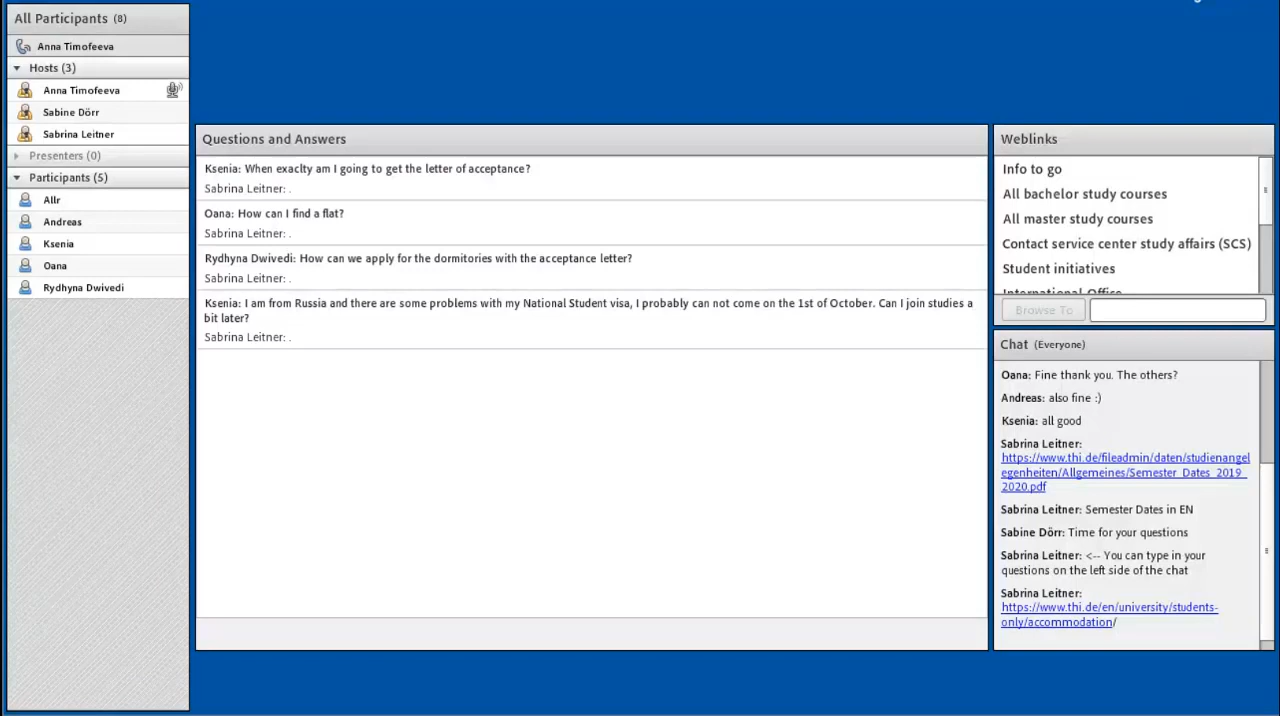 All Participants (8)
Anna Timofeeva
Hosts (3)
Anna Timofeeva
Sabine Dörr
Sabrina Leitner
Presenters (0)
Participants (5)
Allr
Andreas
Ksenia
Oana
Rydhyna Dwivedi
Questions and Answers
Ksenia: When exaclty am I going to get the letter of acceptance?
Sabrina Leitner: .
Oana: How can I find a flat?
Sabrina Leitner: .
Rydhyna Dwivedi: How can we apply for the dormitories with the acceptance letter?
Sabrina Leitner: .
Ksenia: I am from Russia and there are some problems with my National Student visa, I probably can not come on the 1st of October. Can I join studies a
bit later?
Sabrina Leitner: .
Weblinks
Info to go
All bachelor study courses
All master study courses
Contact service center study affairs (SCS)
Student initiatives
International Office
Browse To
Chat (Everyone)
Oana: Fine thank you. The others?
Andreas: also fine :)
Ksenia: all good
Sabrina Leitner:
https://www.thi.de/fileadmin/daten/studienangel
egenheiten/Allgemeines/Semester_Dates_2019_
2020.pdf
Sabrina Leitner: Semester Dates in EN
Sabine Dörr: Time for your questions
Sabrina Leitner: <-- You can type in your
questions on the left side of the chat
Sabrina Leitner:
https://www.thi.de/en/university/students-
only/accommodation/